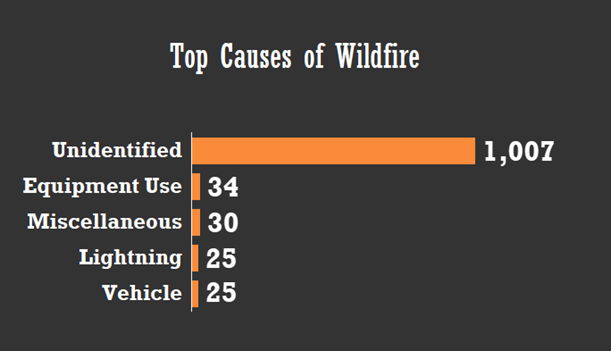 Top Causes of Wildfire
Unidentified 1,007
Equipment Use 34
Miscellaneous 30
Lightning 25
Vehicle 25